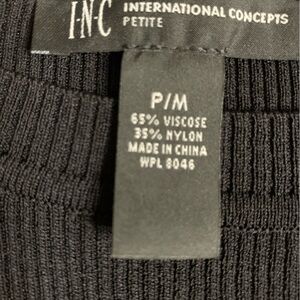 I·N·C INTERNATIONAL CONCEPTS
PETITE
P/M
65% VISCOSE
35% NYLON
MADE IN CHINA
WPL 8046